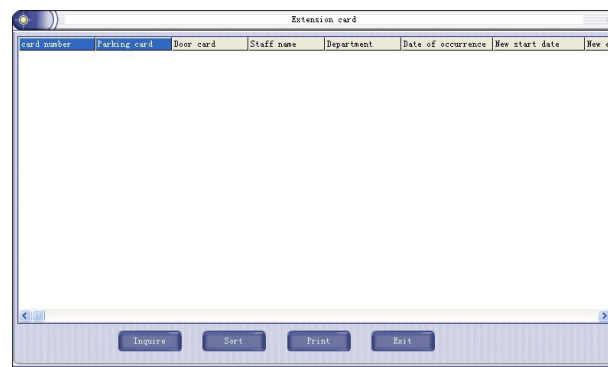 Extension card
card number Parking card Door card Staff name Department Date of occurrence New start date New
Inquire Sort Print Exit